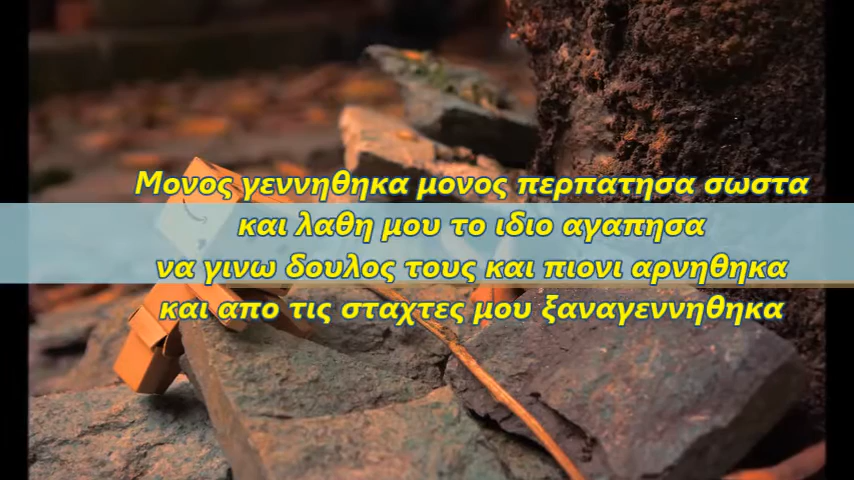 Μονος γεννηθηκα μονος περπατησα σωστα
και λαθη μου το ιδιο αγαπησα
να γινω δουλος τους και πιονι αρνηθηκα
και απο τις σταχτες μου ξαναγεννηθηκα